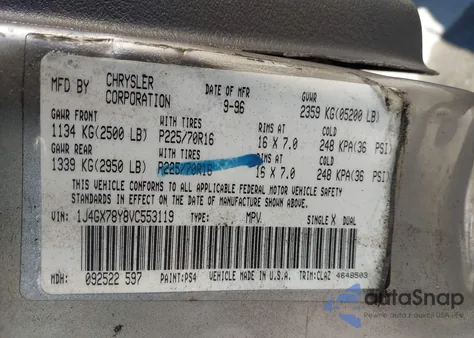 MFD BY CHRYSLER CORPORATION DATE OF MFR 9-96 GVWR 2359 KG(05200 LB)
GAWR FRONT WITH TIRES RIMS AT COLD
1134 KG(2500 LB) P225/70R16 16 X 7.0 248 KPA(36 PSI)
GAWR REAR WITH TIRES RIMS AT COLD
1339 KG(2950 LB) P225/70R16 16 X 7.0 248 KPA(36 PSI)
THIS VEHICLE CONFORMS TO ALL APPLICABLE FEDERAL MOTOR VEHICLE SAFETY
STANDARDS IN EFFECT ON THE DATE OF MANUFACTURE SHOWN ABOVE.
VIN: 1J4GX78Y8VC553119 TYPE: MPV. SINGLE X DUAL
MDH: 092522 597 PAINT: PS4 VEHICLE MADE IN U.S.A. TRIM: CLAZ 4648503
autoSnap